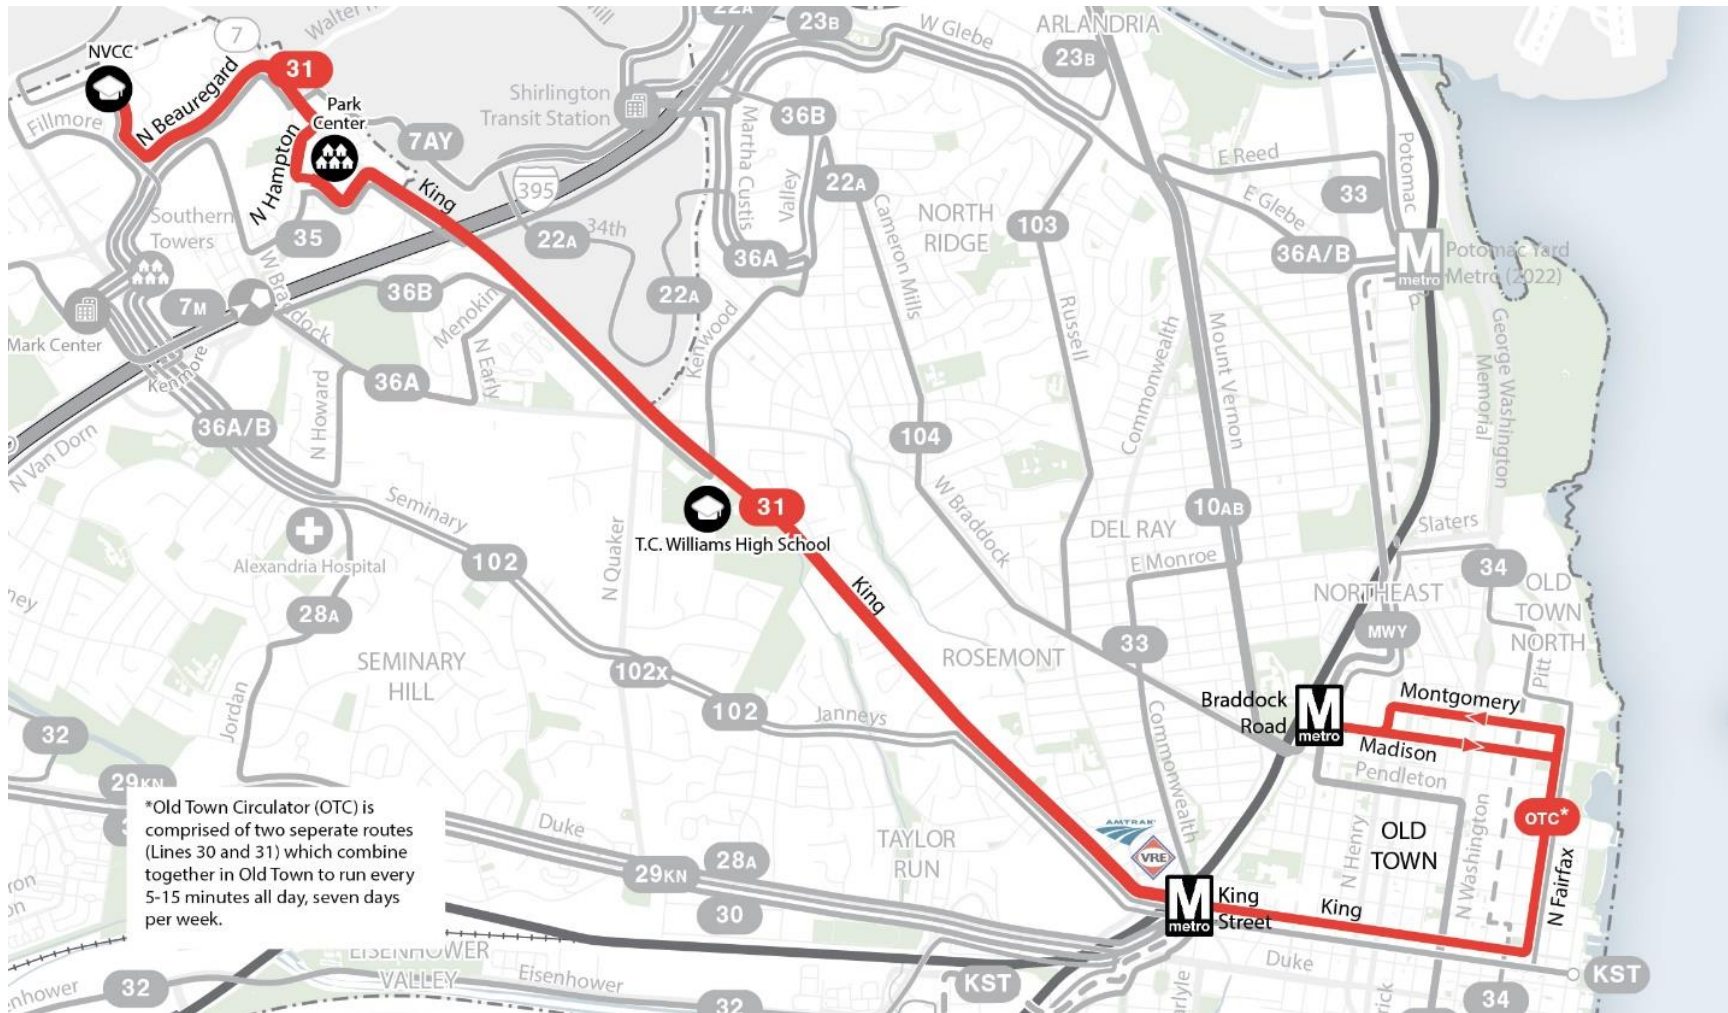 22A
23B
W Glebe
ARLANDRIA
23B
7
NVCC
31
N Beauregard
Park
Center
Fillmore
N Hampton
7AY
Shirlington
Transit Station
395
King
Martha Custis
36B
Valley
22A
E Reed
Potomac
33
E Glebe
36A/B
M
metro
Potomac Yard
Metro (2022)
Southern
Towers
35
22A
34th
36A
Cameron Mills
NORTH
RIDGE
103
W Braddock
36B
Menokin
22A
7M
Mark Center
Kenmore
36A
N Early
Kenwood
Russell
Commonwealth
Mount Vernon
George Washington
Memorial
N Van Dorn
36A/B
N Howard
104
W Braddock
Seminary
31
T.C. Williams High School
N Quaker
10AB
DEL RAY
Slaters
E Monroe
34
Alexandria Hospital
102
King
NORTHEAST
OLD
TOWN
NORTH
28A
MWY
33
ROSEMONT
SEMINARY
HILL
102X
Pitt
Jordan
102
Janneys
Commonwealth
Braddock
Road
M
metro
Montgomery
Madison
Pendleton
32
29KN
*Old Town Circulator (OTC) is
comprised of two seperate routes
(Lines 30 and 31) which combine
together in Old Town to run every
5-15 minutes all day, seven days
per week.
Duke
28A
29KN
30
TAYLOR
RUN
AMTRAK
VRE
OTC*
OLD
TOWN
N Henry
N Washington
N Fairfax
M
metro
King
Street
King
EISENHOWER
VALLEY
Eisenhower
32
32
KST
Duke
KST
34